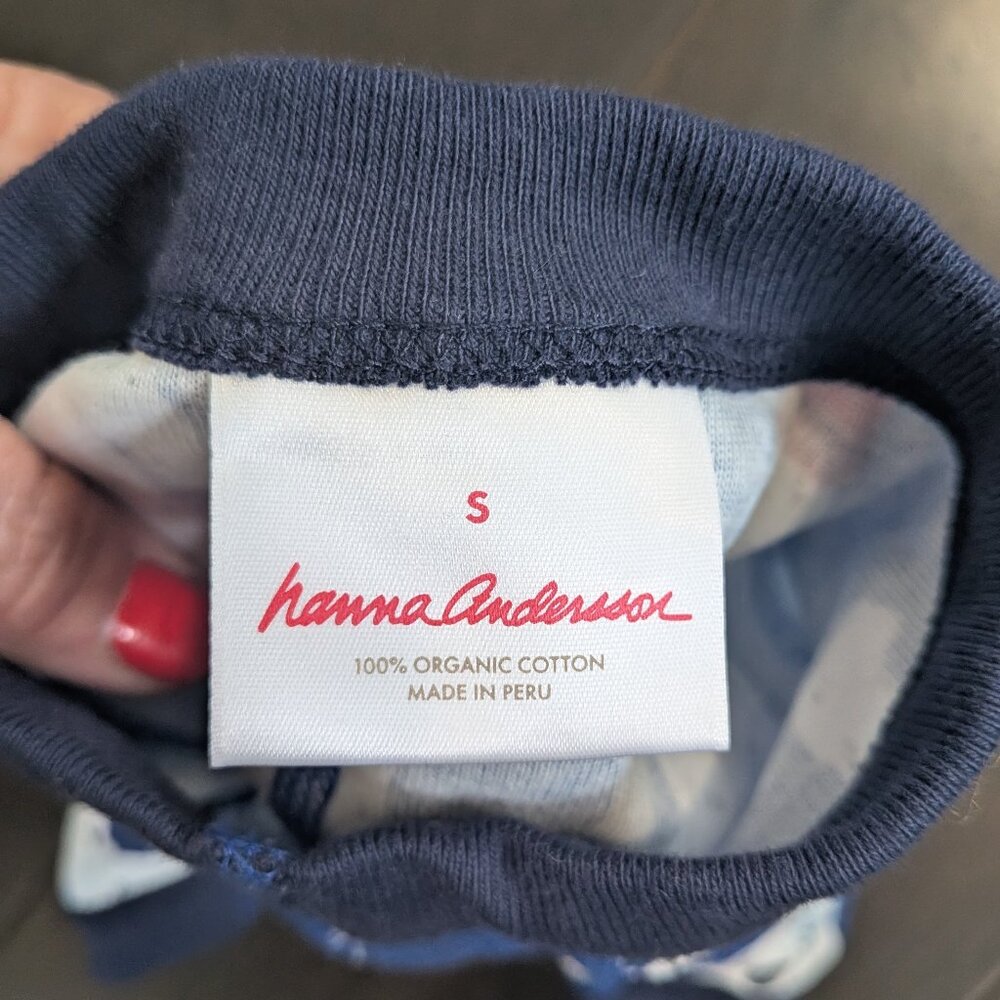 S
hanna Andersson
100% ORGANIC COTTON
MADE IN PERU